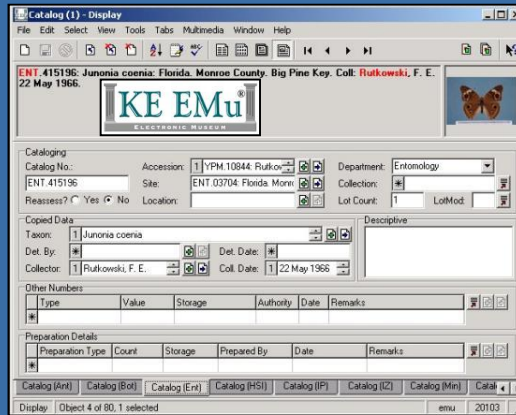 Catalog (1) - Display
File Edit Select View Tools Tabs Multimedia Window Help
ENT.415196: Junonia coenia: Florida. Monroe County. Big Pine Key. Coll: Rutkowski, F. E.
22 May 1966.
KE EMu®
ELECTRONIC MUSEUM
Cataloging
Catalog No.: Accession: 1 YPM.10844: Rutkov Department: Entomology
ENT.415196 Site: ENT.03704: Florida. Monro Collection:
Reassess? Yes No Location: Lot Count: 1 LotMod:
Copied Data Descriptive
Taxon: 1 Junonia coenia
Det. By: Det. Date:
Collector: 1 Rutkowski, F. E. Coll. Date: 1 22 May 1966
Other Numbers
Type Value Storage Authority Date Remarks
Preparation Details
Preparation Type Count Storage Prepared By Date Remarks
Catalog (Ant) Catalog (Bot) Catalog (Ent) Catalog (HSI) Catalog (IP) Catalog (IZ) Catalog (Min) Catal
Display Object 4 of 80, 1 selected emu 20103